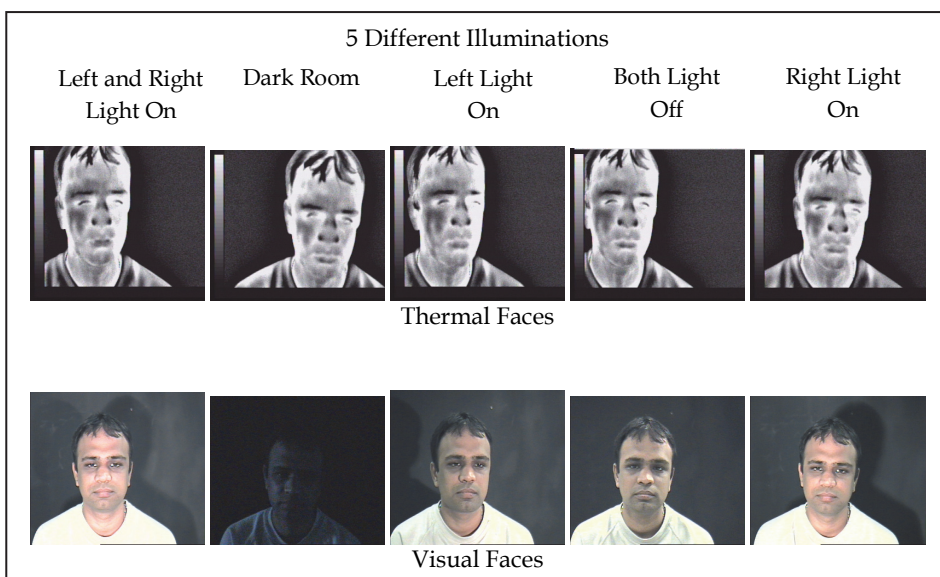 5 Different Illuminations
Left and Right
Light On
Dark Room
Left Light
On
Both Light
Off
Right Light
On
Thermal Faces
Visual Faces